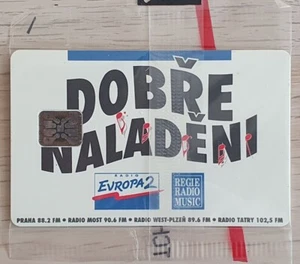 DOBŘE
NALADĚNI
RADIO
EVROPA 2
REGIE
RADIO
MUSIC
PRAHA 88.2 FM • RADIO MOST 90.6 FM • RADIO WEST-PLZEŇ 89.6 FM • RADIO TATRY 102,5 FM